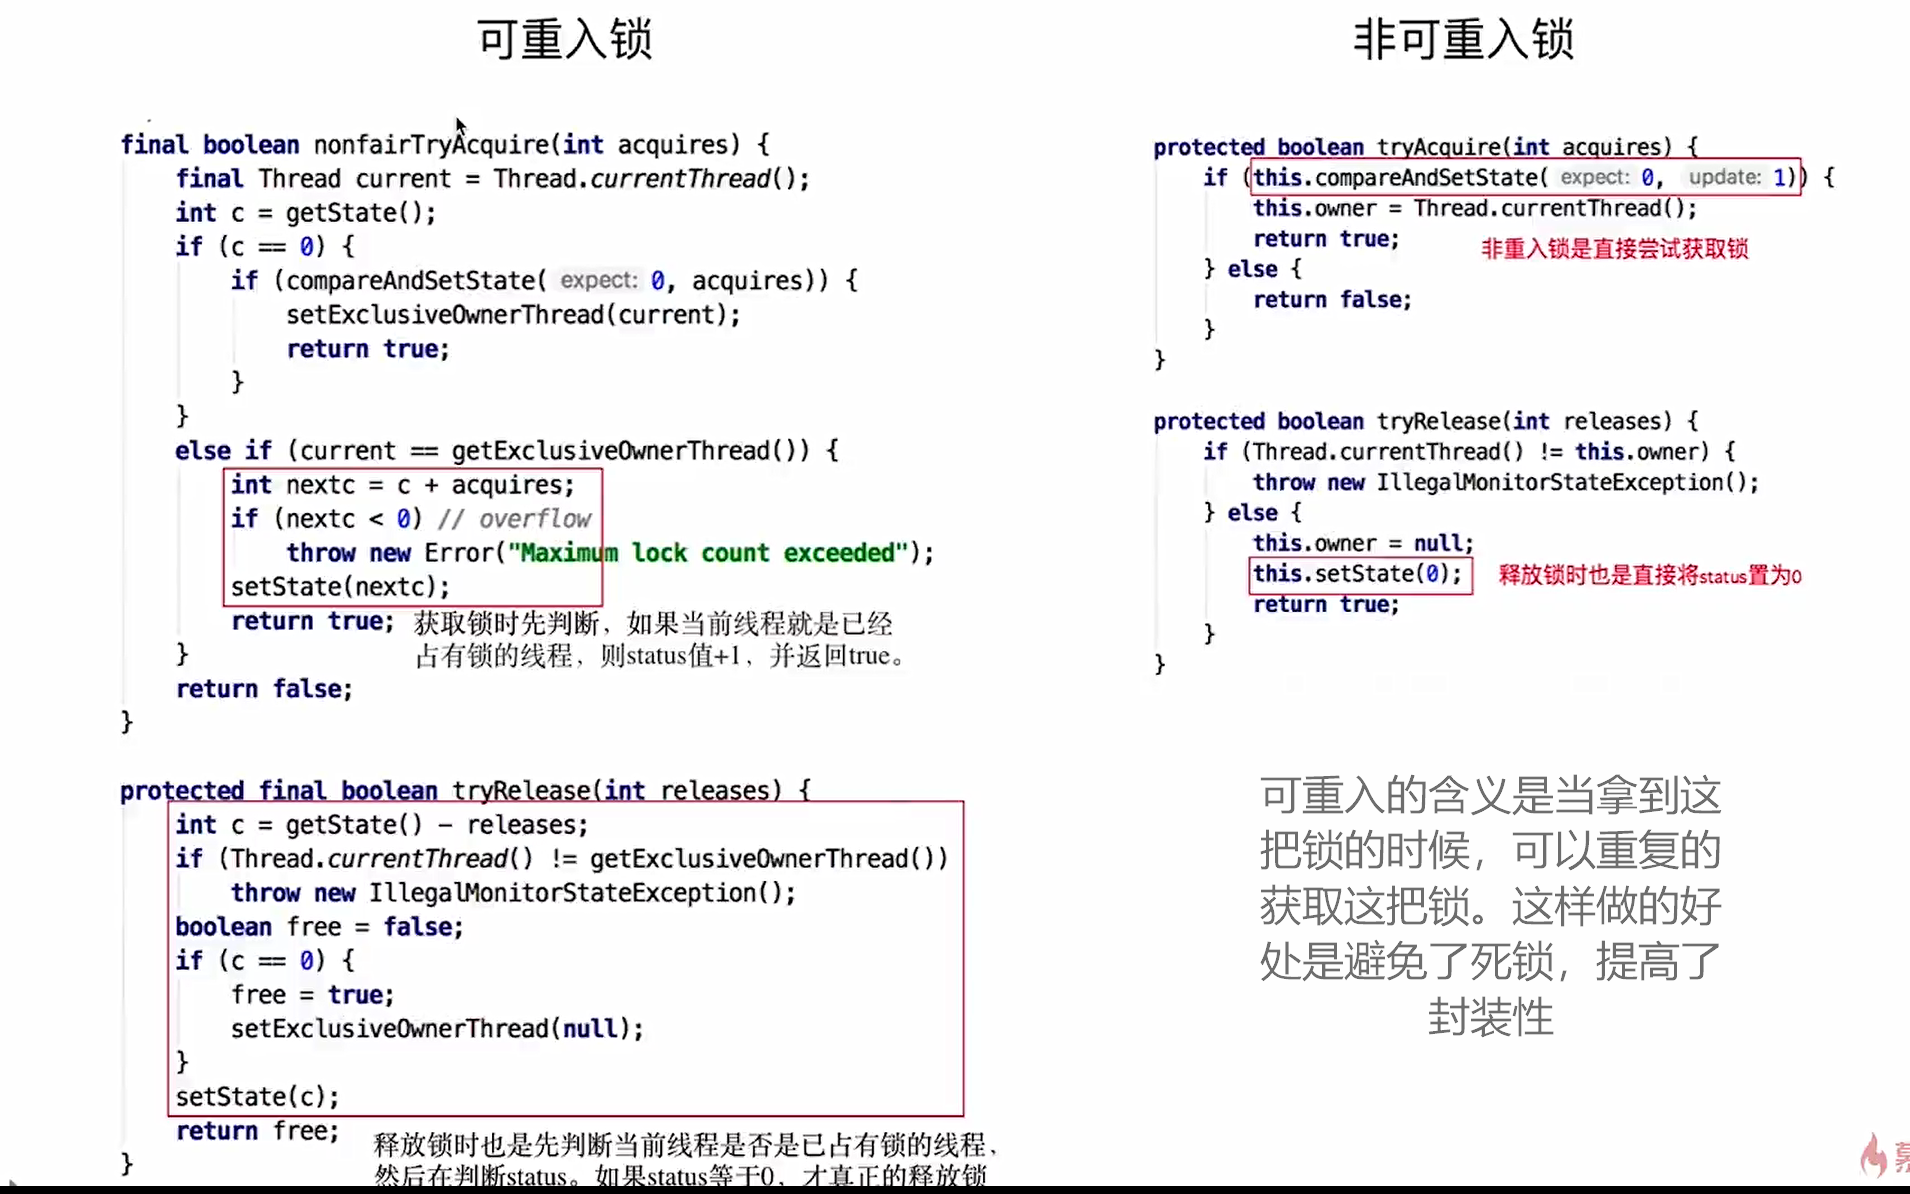 可重入锁
final boolean nonfairTryAcquire(int acquires) {
final Thread current = Thread.currentThread();
int c = getState();
if (c == 0) {
if (compareAndSetState( expect: 0, acquires)) {
setExclusiveOwnerThread(current);
return true;
}
}
else if (current == getExclusiveOwnerThread()) {
int nextc = c + acquires;
if (nextc < 0) // overflow
throw new Error("Maximum lock count exceeded");
setState(nextc);
return true;
获取锁时先判断，如果当前线程就是已经
占有锁的线程，则status值+1，并返回true。
}
return false;
}
protected final boolean tryRelease(int releases) {
int c = getState() - releases;
if (Thread.currentThread() != getExclusiveOwnerThread())
throw new IllegalMonitorStateException();
boolean free = false;
if (c == 0) {
free = true;
setExclusiveOwnerThread(null);
}
setState(c);
return free;
}
释放锁时也是先判断当前线程是否是已占有锁的线程，
然后在判断status。如果status等于0，才真正的释放锁
非可重入锁
protected boolean tryAcquire(int acquires) {
if (this.compareAndSetState( expect: 0, update: 1)) {
this.owner = Thread.currentThread();
return true;
非重入锁是直接尝试获取锁
} else {
return false;
}
}
protected boolean tryRelease(int releases) {
if (Thread.currentThread() != this.owner) {
throw new IllegalMonitorStateException();
} else {
this.owner = null;
this.setState(0);
释放锁时也是直接将status置为0
return true;
}
}
可重入的含义是当拿到这
把锁的时候，可以重复的
获取这把锁。这样做的好
处是避免了死锁，提高了
封装性